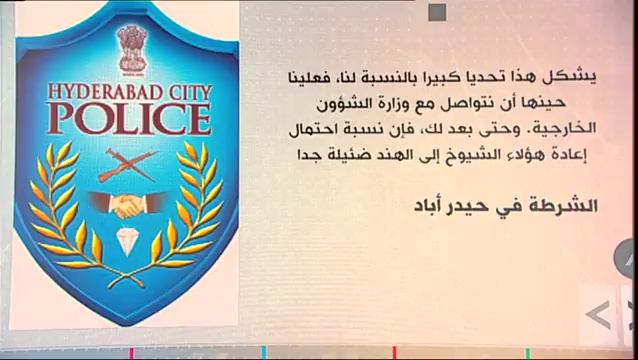 HYDERABAD CITY
POLICE
يشكل هذا تحديا كبيرا بالنسبة لنا، فعلينا
حينها أن نتواصل مع وزارة الشؤون
الخارجية. وحتى بعد لك، فإن نسبة احتمال
إعادة هؤلاء الشيوخ إلى الهند ضئيلة جدا
الشرطة في حيدر أباد